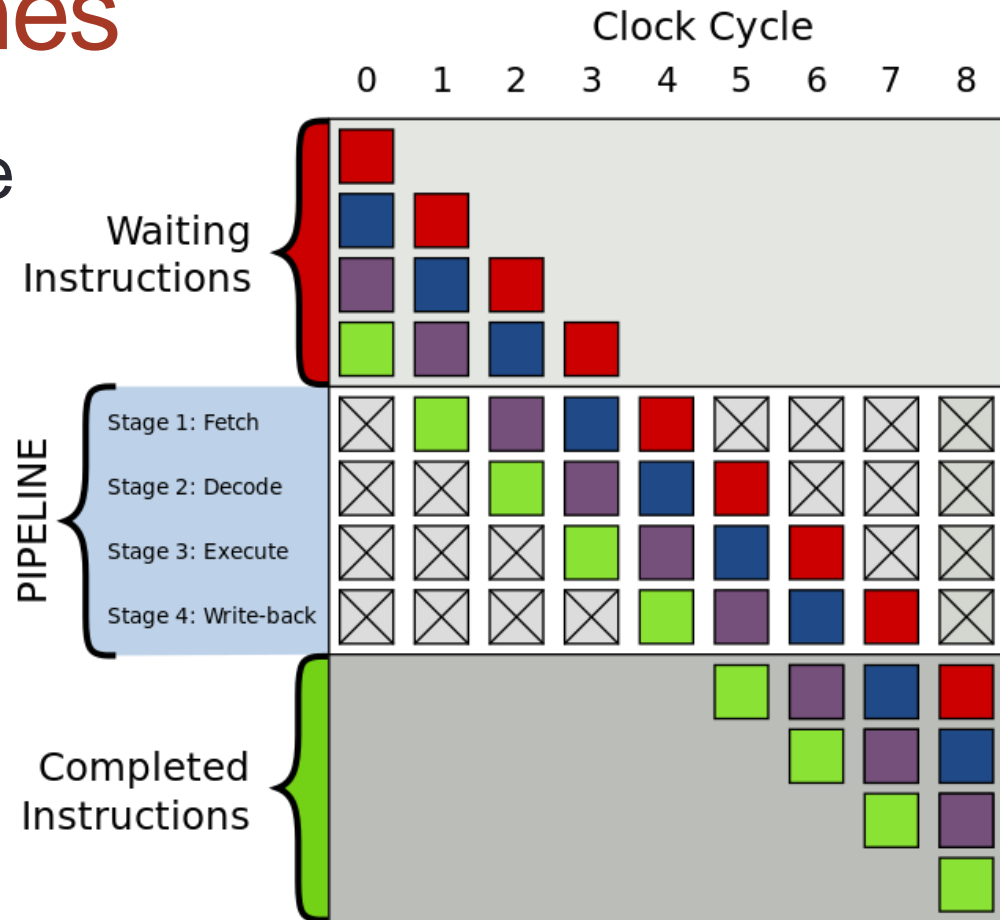 nes
e
Clock Cycle
0 1 2 3 4 5 6 7 8
Waiting
Instructions
PIPELINE
Stage 1: Fetch
Stage 2: Decode
Stage 3: Execute
Stage 4: Write-back
Completed
Instructions